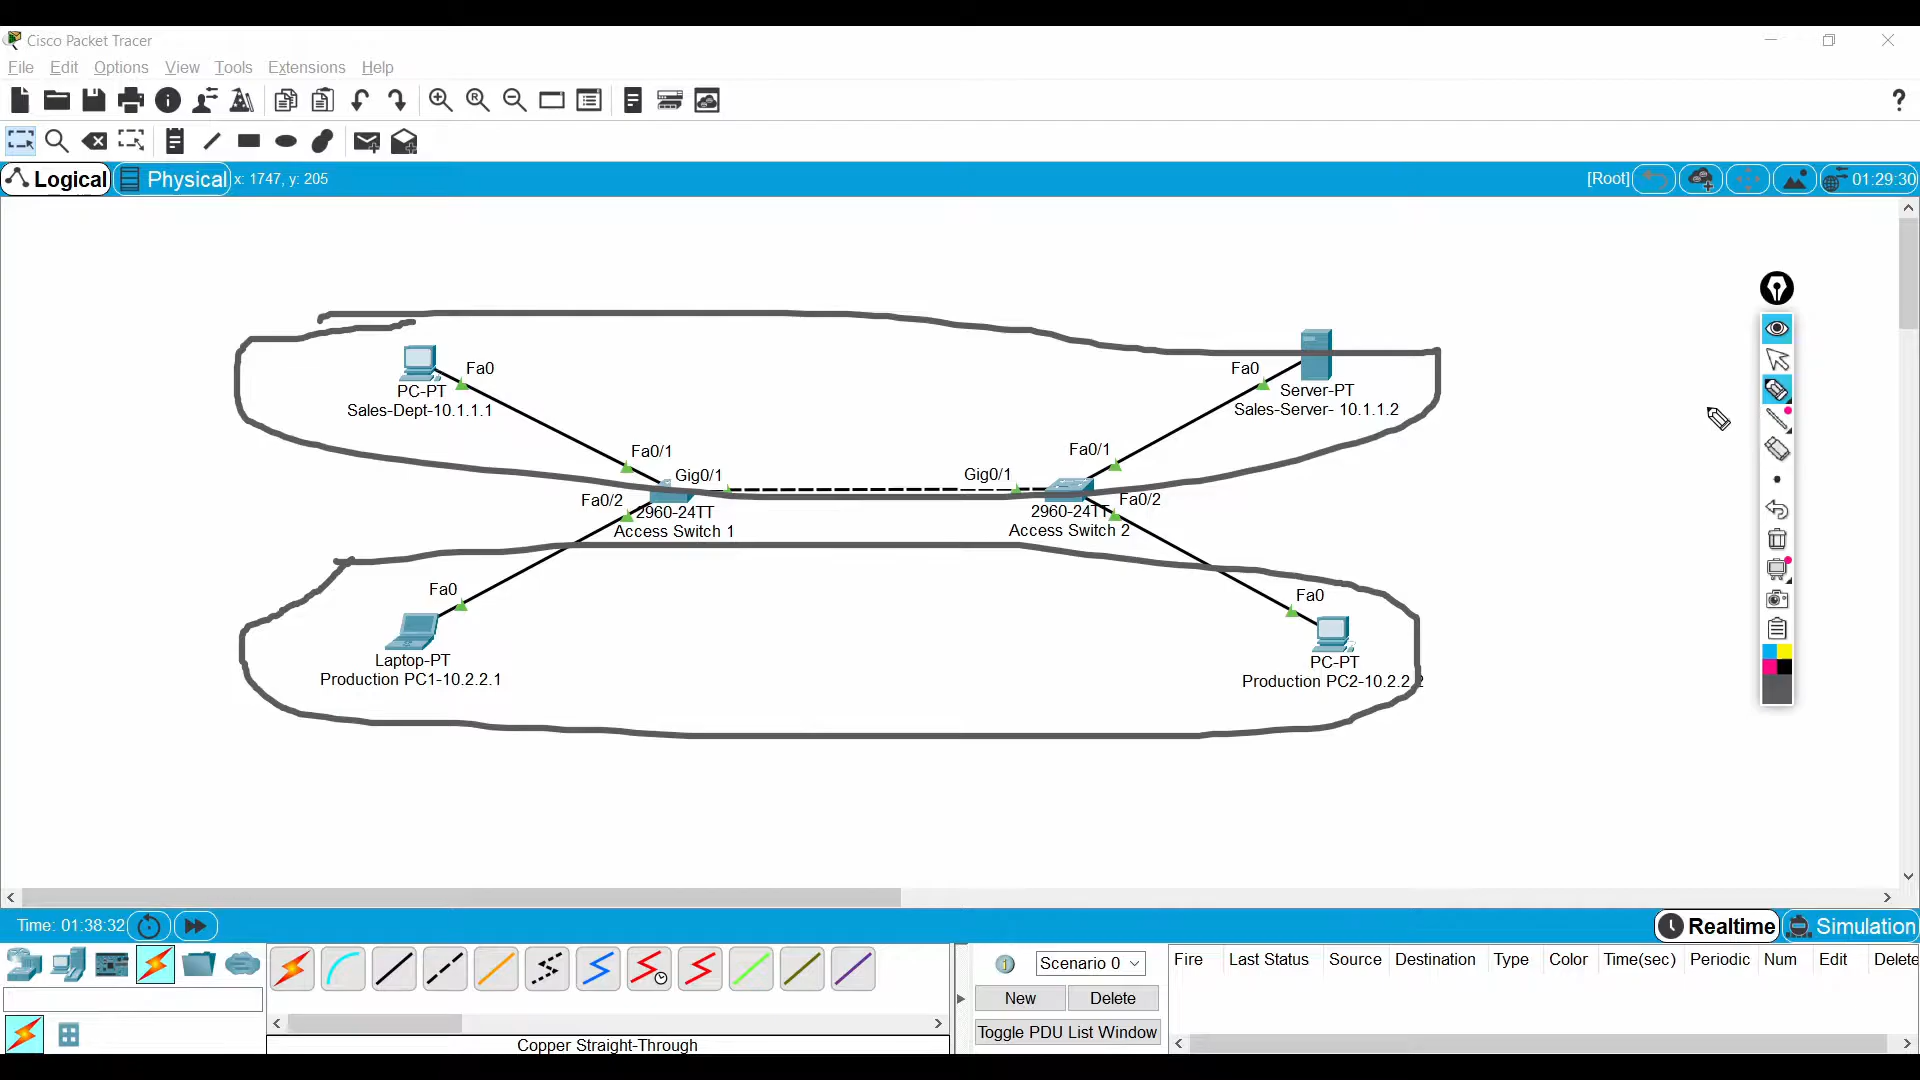 Cisco Packet Tracer
File Edit Options View Tools Extensions Help
Logical Physical x: 1747, y: 205 [Root] 01:29:30
PC-PT
Sales-Dept-10.1.1.1
Fa0
Fa0
Server-PT
Sales-Server- 10.1.1.2
Fa0/1
Gig0/1
Fa0/2
2960-24TT
Access Switch 1
Fa0/1
Gig0/1
Fa0/2
2960-24TT
Access Switch 2
Fa0
Laptop-PT
Production PC1-10.2.2.1
Fa0
PC-PT
Production PC2-10.2.2.2
Time: 01:38:32 Realtime Simulation
Scenario 0
New Delete
Toggle PDU List Window
Fire Last Status Source Destination Type Color Time(sec) Periodic Num Edit Delete
Copper Straight-Through